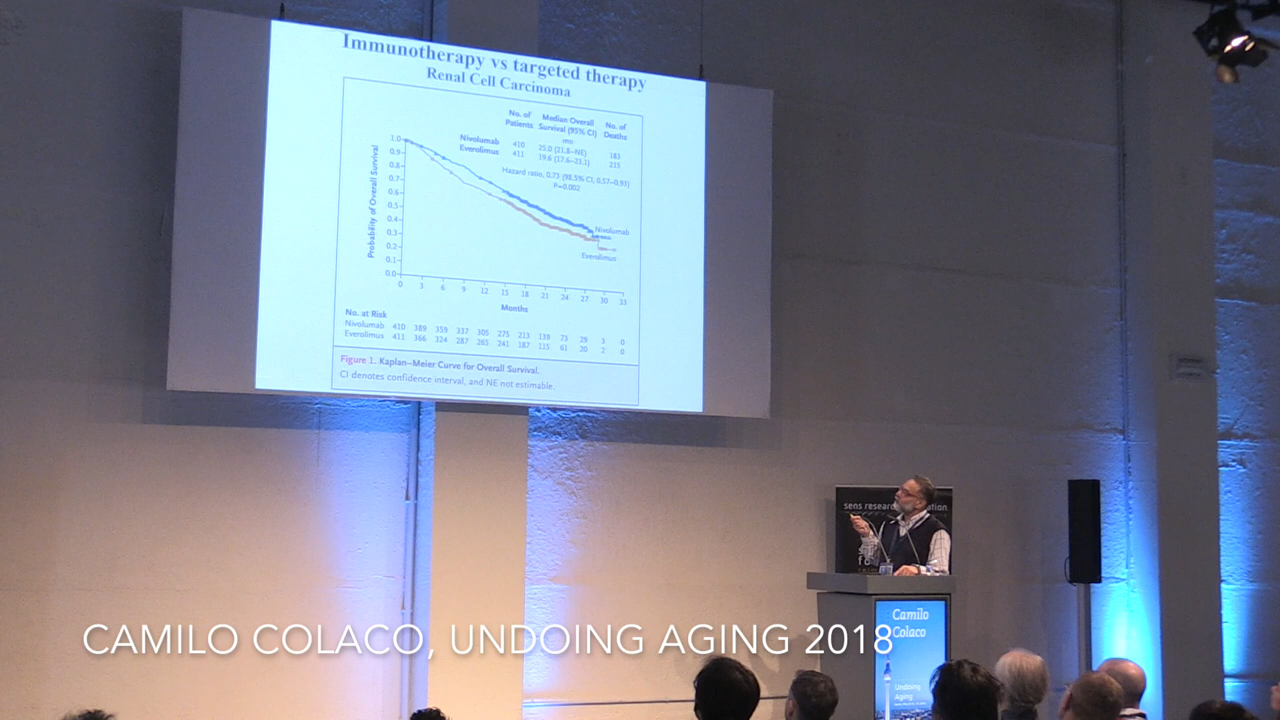 Immunotherapy vs targeted therapy
Renal Cell Carcinoma
No. of Patients
Median Overall Survival (95% CI)
mo
No. of Deaths
Nivolumab 410 25.0 (21.8–NE) 183
Everolimus 411 19.6 (17.6–23.1) 215
Hazard ratio, 0.73 (98.5% CI, 0.57–0.93)
P=0.002
Probability of Overall Survival
1.0
0.9
0.8
0.7
0.6
0.5
0.4
0.3
0.2
0.1
0.0
Nivolumab
Everolimus
0 3 6 9 12 15 18 21 24 27 30 33
Months
No. at Risk
Nivolumab 410 389 359 337 305 275 213 139 73 29 3 0
Everolimus 411 366 324 287 265 241 187 115 61 20 2 0
Figure 1. Kaplan–Meier Curve for Overall Survival.
CI denotes confidence interval, and NE not estimable.
sens resear ation
Camilo
Colaco
CAMILO COLACO, UNDOING AGING 2018
Undoing
Aging